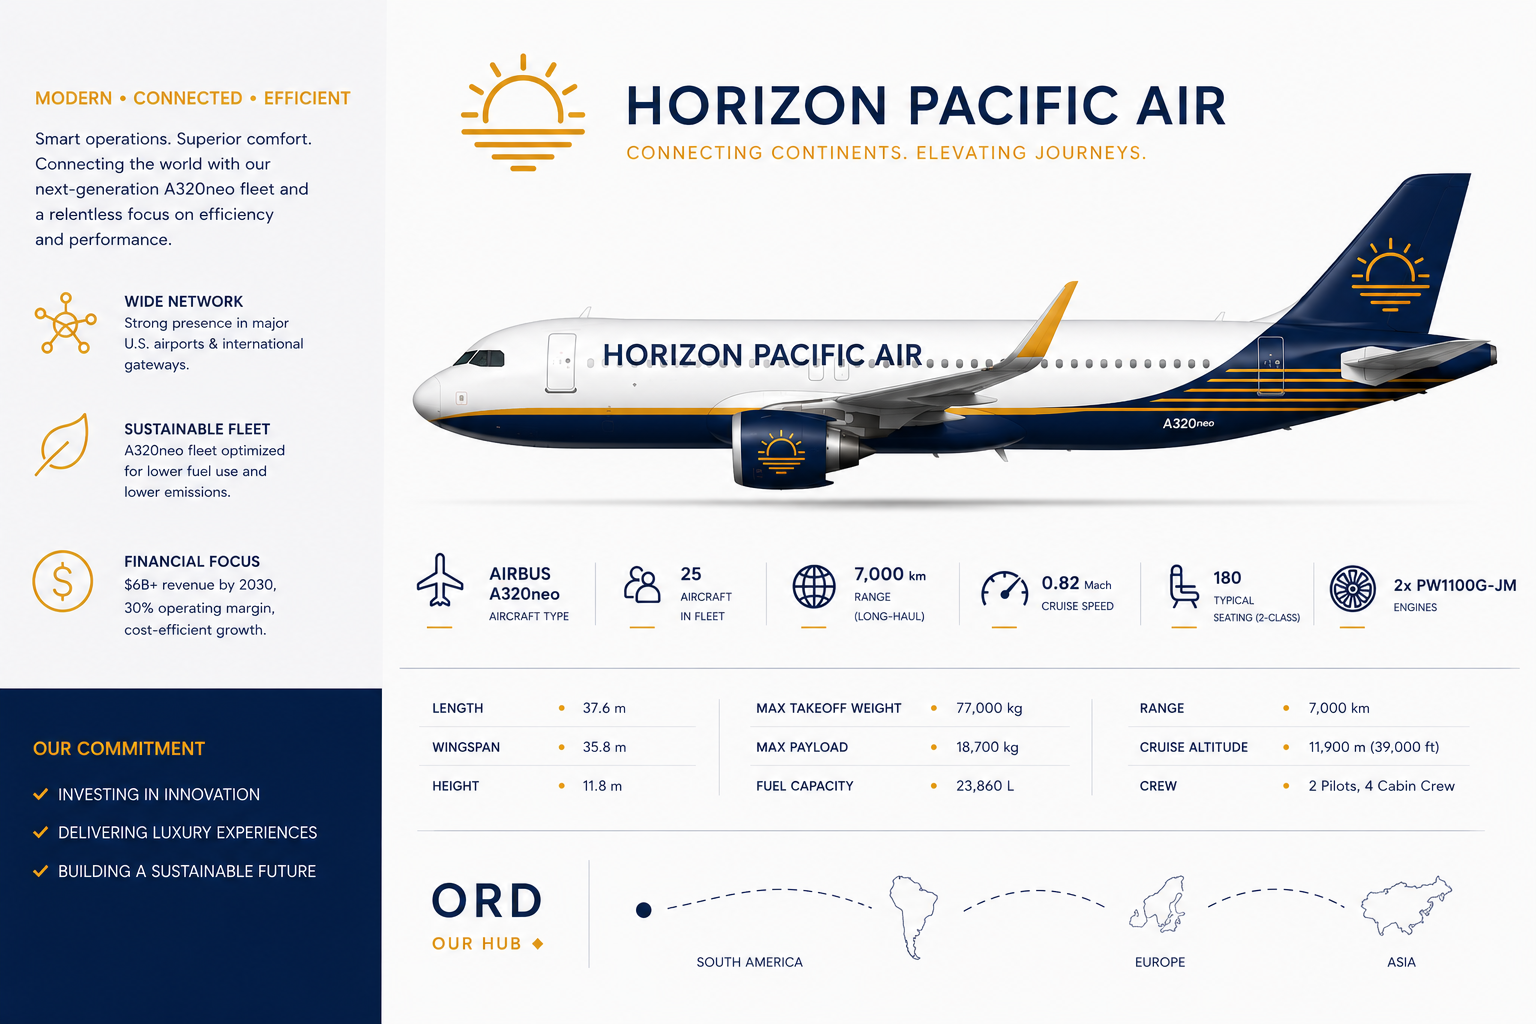 MODERN • CONNECTED • EFFICIENT
Smart operations. Superior comfort.
Connecting the world with our
next-generation A320neo fleet and
a relentless focus on efficiency
and performance.
WIDE NETWORK
Strong presence in major
U.S. airports & international
gateways.
SUSTAINABLE FLEET
A320neo fleet optimized
for lower fuel use and
lower emissions.
FINANCIAL FOCUS
$6B+ revenue by 2030,
30% operating margin,
cost-efficient growth.
OUR COMMITMENT
INVESTING IN INNOVATION
DELIVERING LUXURY EXPERIENCES
BUILDING A SUSTAINABLE FUTURE
HORIZON PACIFIC AIR
CONNECTING CONTINENTS. ELEVATING JOURNEYS.
HORIZON PACIFIC AIR
A320neo
AIRBUS
A320neo
AIRCRAFT TYPE
25
AIRCRAFT
IN FLEET
7,000 km
RANGE
(LONG-HAUL)
0.82 Mach
CRUISE SPEED
180
TYPICAL
SEATING (2-CLASS)
2x PW1100G-JM
ENGINES
LENGTH • 37.6 m
WINGSPAN • 35.8 m
HEIGHT • 11.8 m
MAX TAKEOFF WEIGHT • 77,000 kg
MAX PAYLOAD • 18,700 kg
FUEL CAPACITY • 23,860 L
RANGE • 7,000 km
CRUISE ALTITUDE • 11,900 m (39,000 ft)
CREW • 2 Pilots, 4 Cabin Crew
ORD
OUR HUB
SOUTH AMERICA
EUROPE
ASIA